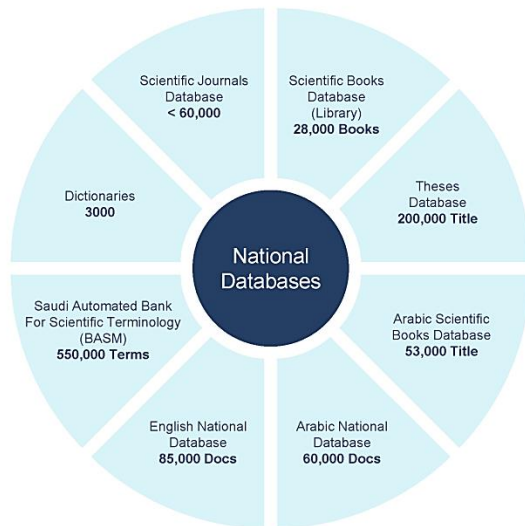 Scientific Journals
Database
< 60,000
Scientific Books
Database
(Library)
28,000 Books
Dictionaries
3000
Theses
Database
200,000 Title
National
Databases
Saudi Automated Bank
For Scientific Terminology
(BASM)
550,000 Terms
Arabic Scientific
Books Database
53,000 Title
English National
Database
85,000 Docs
Arabic National
Database
60,000 Docs